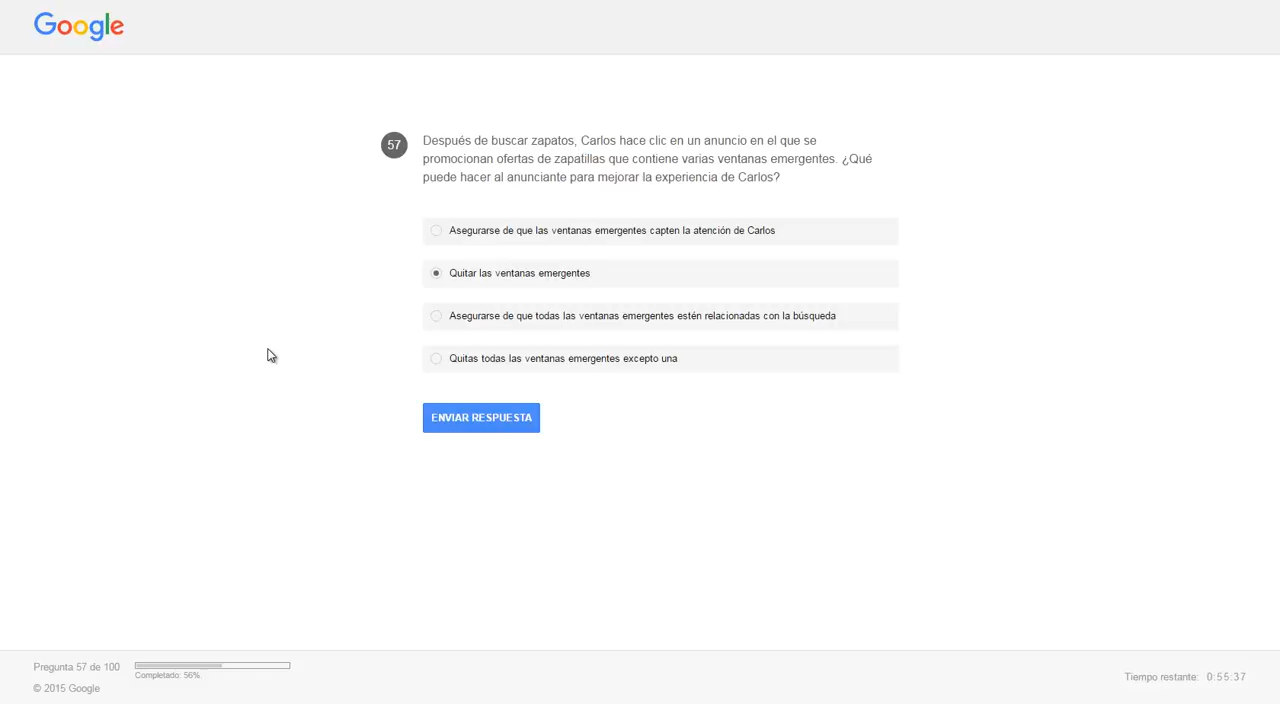 Google
57
Después de buscar zapatos, Carlos hace clic en un anuncio en el que se
promocionan ofertas de zapatillas que contiene varias ventanas emergentes. ¿Qué
puede hacer al anunciante para mejorar la experiencia de Carlos?
Asegurarse de que las ventanas emergentes capten la atención de Carlos
Quitar las ventanas emergentes
Asegurarse de que todas las ventanas emergentes estén relacionadas con la búsqueda
Quitas todas las ventanas emergentes excepto una
ENVIAR RESPUESTA
Pregunta 57 de 100
Completado: 56%.
© 2015 Google
Tiempo restante: 0:55:37